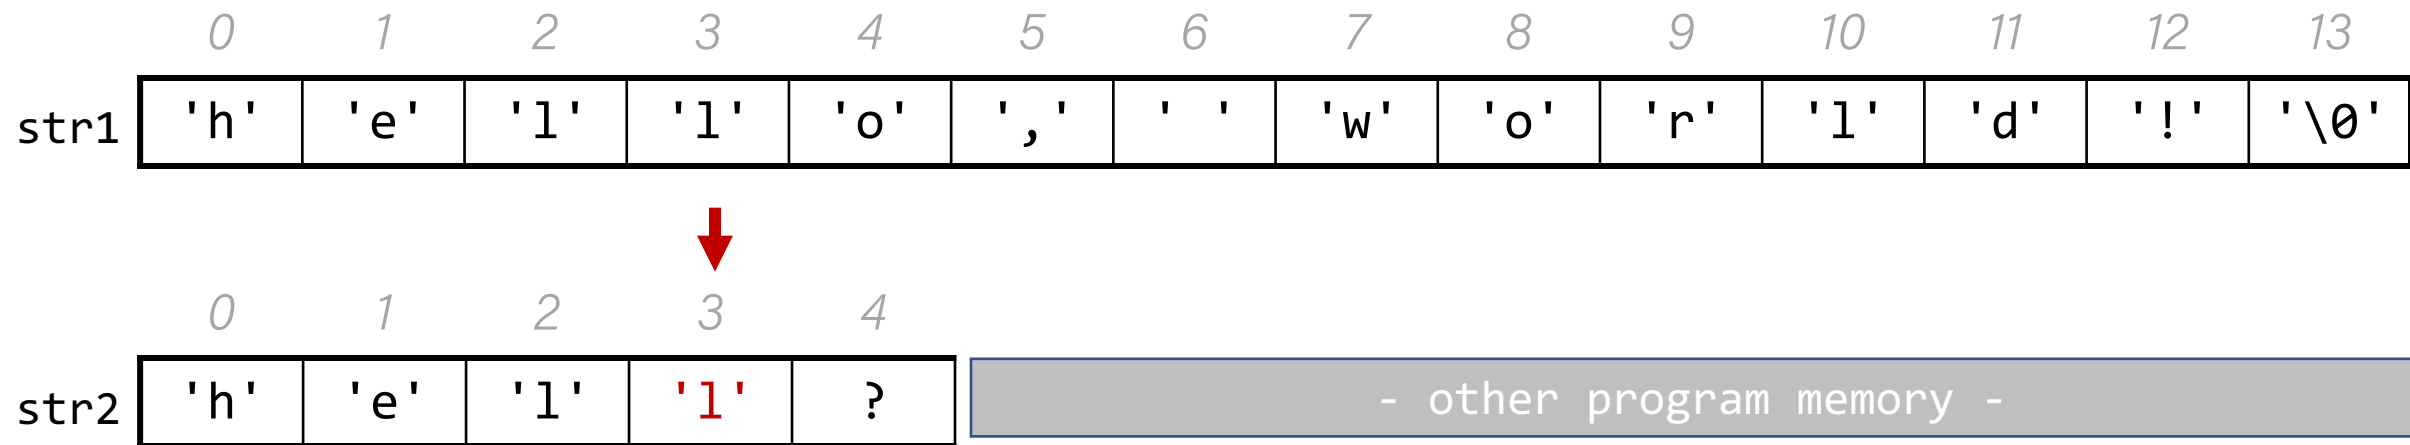 0 1 2 3 4 5 6 7 8 9 10 11 12 13
str1 'h' 'e' 'l' 'l' 'o' ',' ' ' 'w' 'o' 'r' 'l' 'd' '!' '\0'
0 1 2 3 4
str2 'h' 'e' 'l' 'l' ? - other program memory -